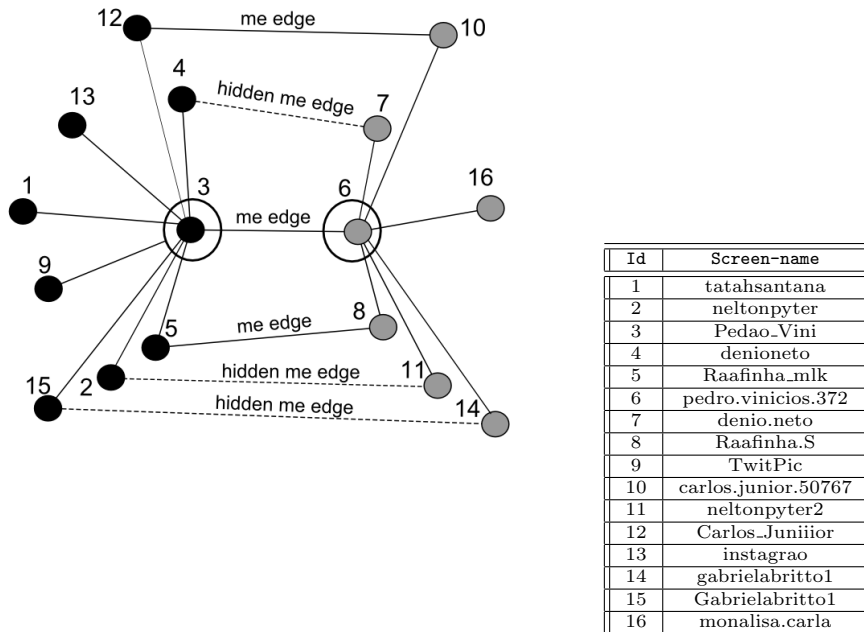 12
me edge
10
4
hidden me edge
7
13
1
3
6
16
me edge
9
8
5
me edge
15
2
hidden me edge
11
hidden me edge
14
Id Screen-name
1 tatahsantana
2 neltonpyter
3 Pedao_Vini
4 denioneto
5 Raafinha_mlk
6 pedro.vinicios.372
7 denio.neto
8 Raafinha.S
9 TwitPic
10 carlos.junior.50767
11 neltonpyter2
12 Carlos_Juniiior
13 instagrao
14 gabrielabritto1
15 Gabrielabritto1
16 monalisa.carla